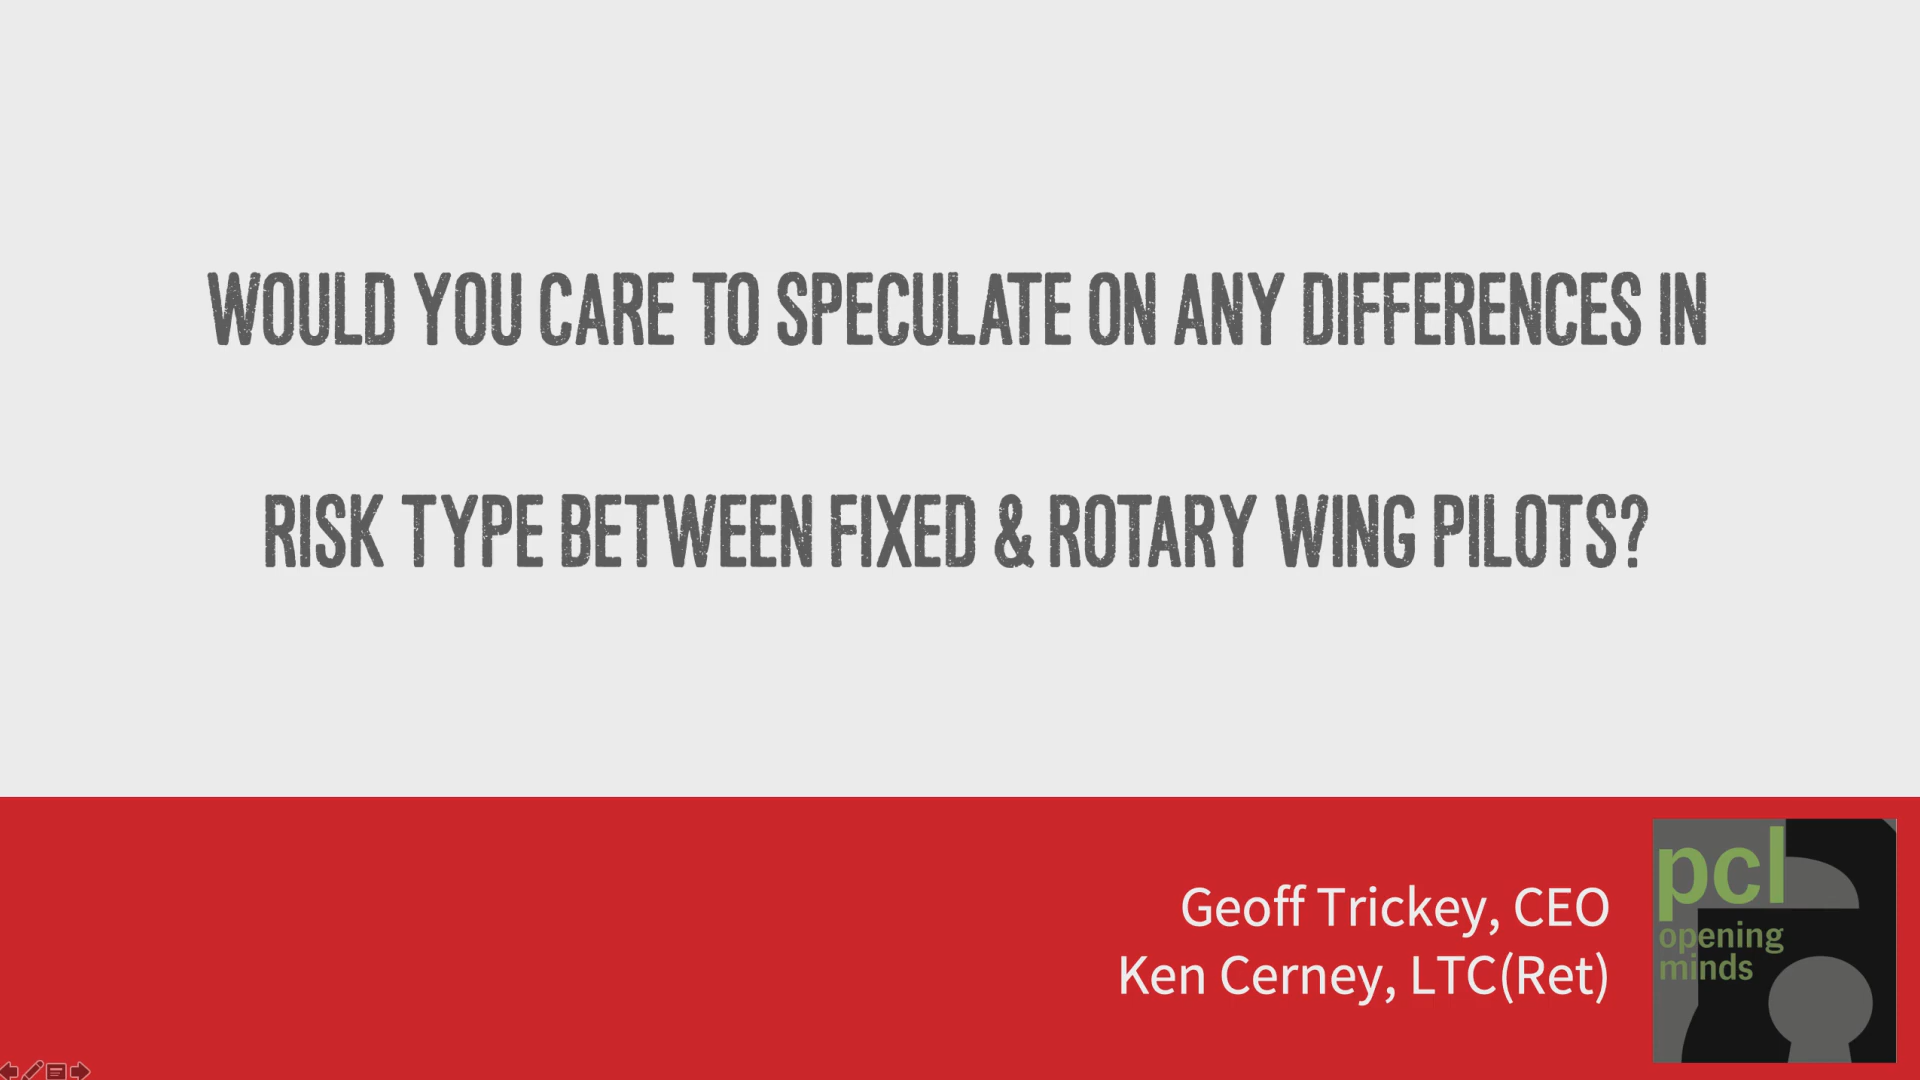 WOULD YOU CARE TO SPECULATE ON ANY DIFFERENCES IN
RISK TYPE BETWEEN FIXED & ROTARY WING PILOTS?
Geoff Trickey, CEO
Ken Cerney, LTC(Ret)
pcl
opening
minds